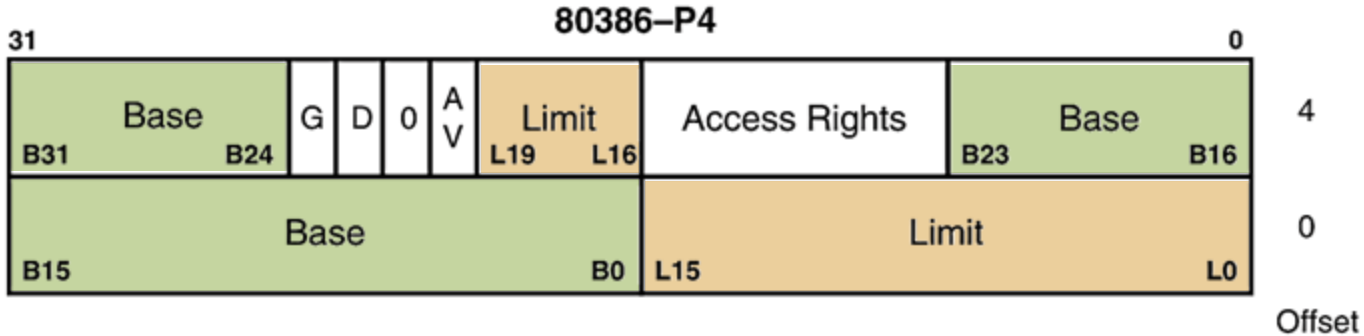 80386–P4
31 0
Base G D 0 A V Limit Access Rights Base 4
B31 B24 L19 L16 B23 B16
Base Limit 0
B15 B0 L15 L0
Offset